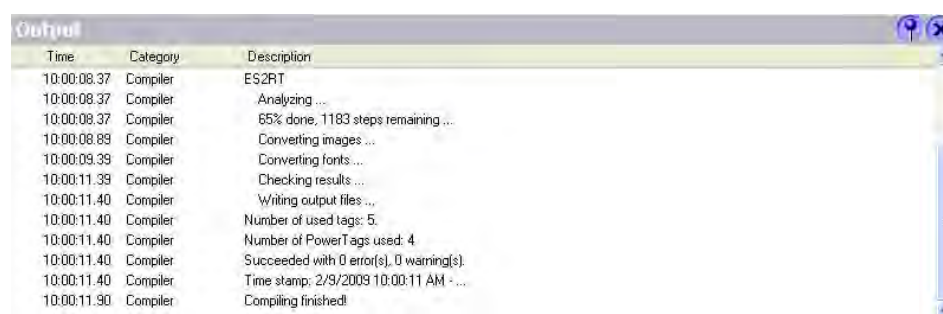 Output
Time Category Description
10:00:08.37 Compiler ES2RT
10:00:08.37 Compiler Analyzing ...
10:00:08.37 Compiler 65% done, 1183 steps remaining ...
10:00:08.89 Compiler Converting images ...
10:00:09.39 Compiler Converting fonts ...
10:00:11.39 Compiler Checking results ...
10:00:11.40 Compiler Writing output files ...
10:00:11.40 Compiler Number of used tags: 5.
10:00:11.40 Compiler Number of PowerTags used: 4
10:00:11.40 Compiler Succeeded with 0 error(s), 0 warning(s).
10:00:11.40 Compiler Time stamp: 2/9/2009 10:00:11 AM - ...
10:00:11.90 Compiler Compiling finished!